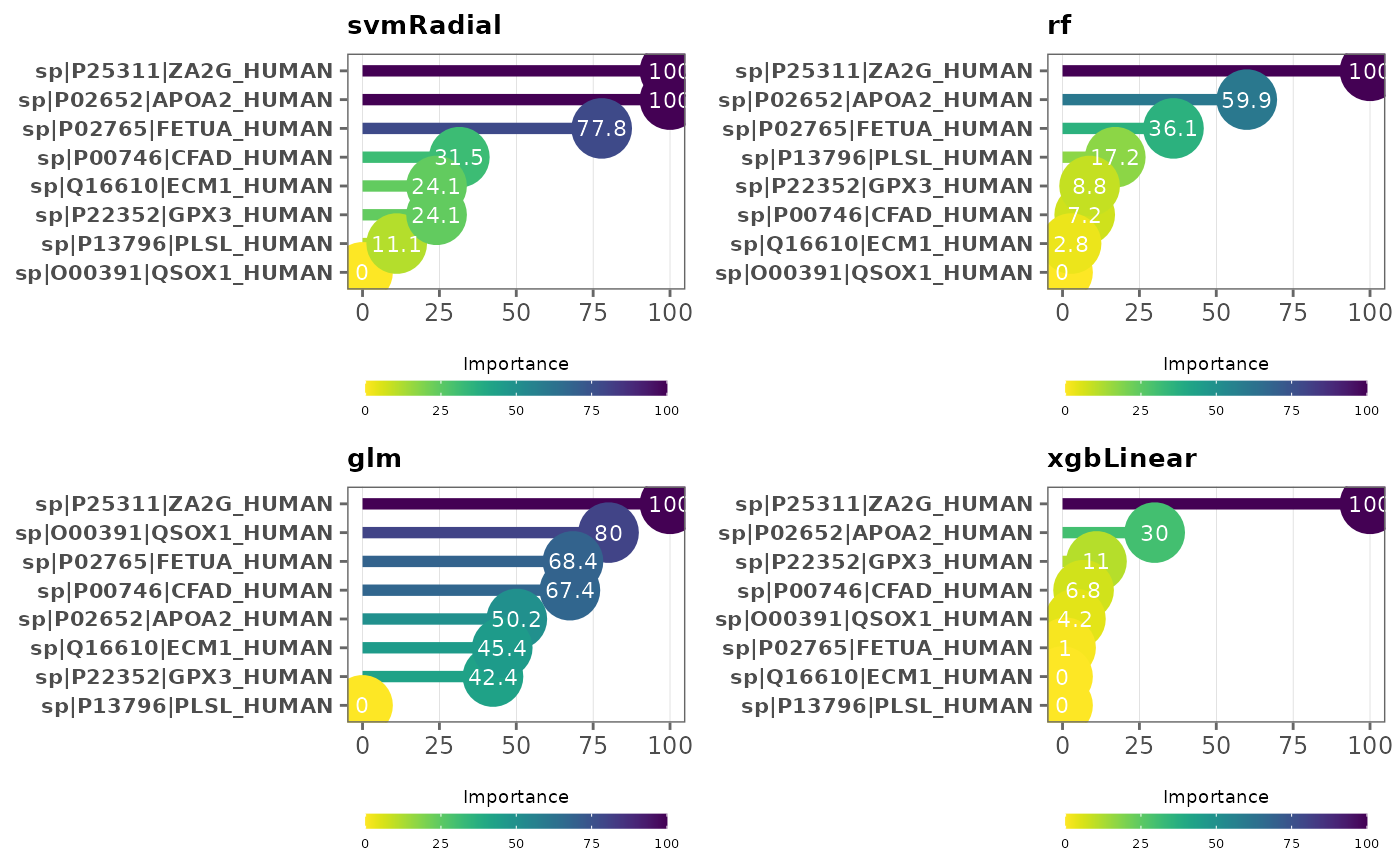 svmRadial
sp|P25311|ZA2G_HUMAN 100
sp|P02652|APOA2_HUMAN 100
sp|P02765|FETUA_HUMAN 77.8
sp|P00746|CFAD_HUMAN 31.5
sp|Q16610|ECM1_HUMAN 24.1
sp|P22352|GPX3_HUMAN 24.1
sp|P13796|PLSL_HUMAN 11.1
sp|O00391|QSOX1_HUMAN 0
0 25 50 75 100
Importance
0 25 50 75 100
rf
sp|P25311|ZA2G_HUMAN 100
sp|P02652|APOA2_HUMAN 59.9
sp|P02765|FETUA_HUMAN 36.1
sp|P13796|PLSL_HUMAN 17.2
sp|P22352|GPX3_HUMAN 8.8
sp|P00746|CFAD_HUMAN 7.2
sp|Q16610|ECM1_HUMAN 2.8
sp|O00391|QSOX1_HUMAN 0
0 25 50 75 100
Importance
0 25 50 75 100
glm
sp|P25311|ZA2G_HUMAN 100
sp|O00391|QSOX1_HUMAN 80
sp|P02765|FETUA_HUMAN 68.4
sp|P00746|CFAD_HUMAN 67.4
sp|P02652|APOA2_HUMAN 50.2
sp|Q16610|ECM1_HUMAN 45.4
sp|P22352|GPX3_HUMAN 42.4
sp|P13796|PLSL_HUMAN 0
0 25 50 75 100
Importance
0 25 50 75 100
xgbLinear
sp|P25311|ZA2G_HUMAN 100
sp|P02652|APOA2_HUMAN 30
sp|P22352|GPX3_HUMAN 11
sp|P00746|CFAD_HUMAN 6.8
sp|O00391|QSOX1_HUMAN 4.2
sp|P02765|FETUA_HUMAN 1
sp|Q16610|ECM1_HUMAN 0
sp|P13796|PLSL_HUMAN 0
0 25 50 75 100
Importance
0 25 50 75 100